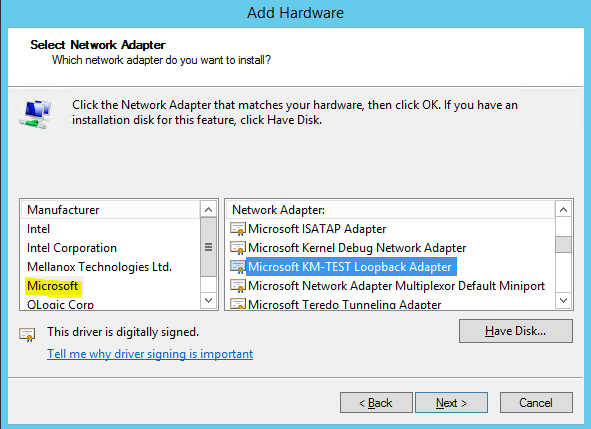 Add Hardware
Select Network Adapter
Which network adapter do you want to install?
Click the Network Adapter that matches your hardware, then click OK. If you have an
installation disk for this feature, click Have Disk.
Manufacturer
Intel
Intel Corporation
Mellanox Technologies Ltd.
Microsoft
QLogic Corp
Network Adapter:
Microsoft ISATAP Adapter
Microsoft Kernel Debug Network Adapter
Microsoft KM-TEST Loopback Adapter
Microsoft Network Adapter Multiplexor Default Miniport
Microsoft Teredo Tunneling Adapter
This driver is digitally signed.
Tell me why driver signing is important
Have Disk...
< Back
Next >
Cancel